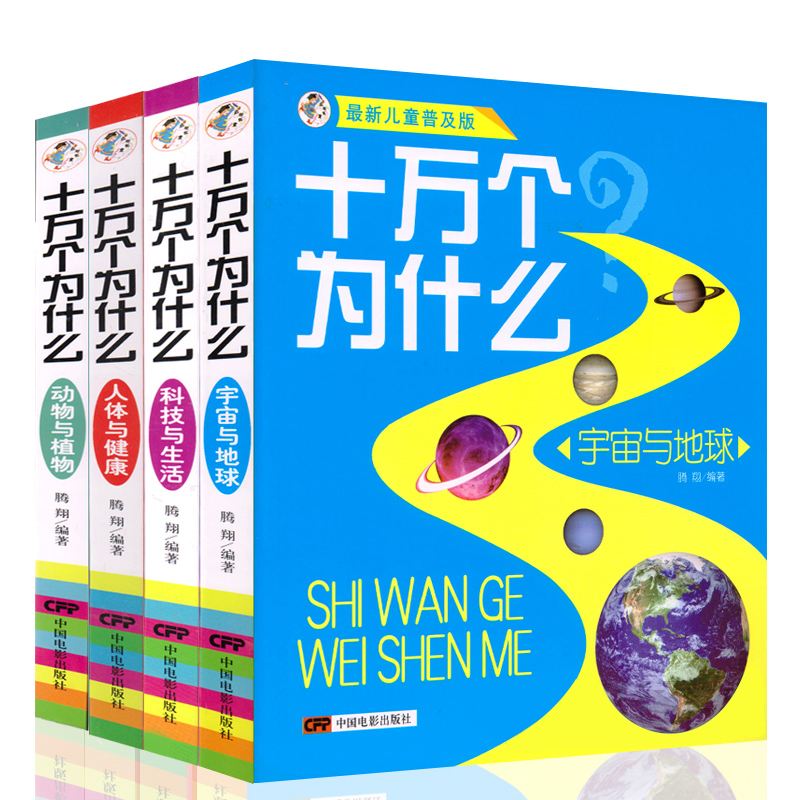 十万个为什么
动物与植物
腾翔/编著
CFP
中国电影出版社
十万个为什么
人体与健康
腾翔/编著
CFP
中国电影出版社
十万个为什么
科技与生活
腾翔/编著
CFP
中国电影出版社
十万个为什么
宇宙与地球
腾翔/编著
CFP
中国电影出版社
最新儿童普及版
十万个
为什么
?
宇宙与地球
腾翔/编著
SHI WAN GE
WEI SHEN ME
CFP 中国电影出版社